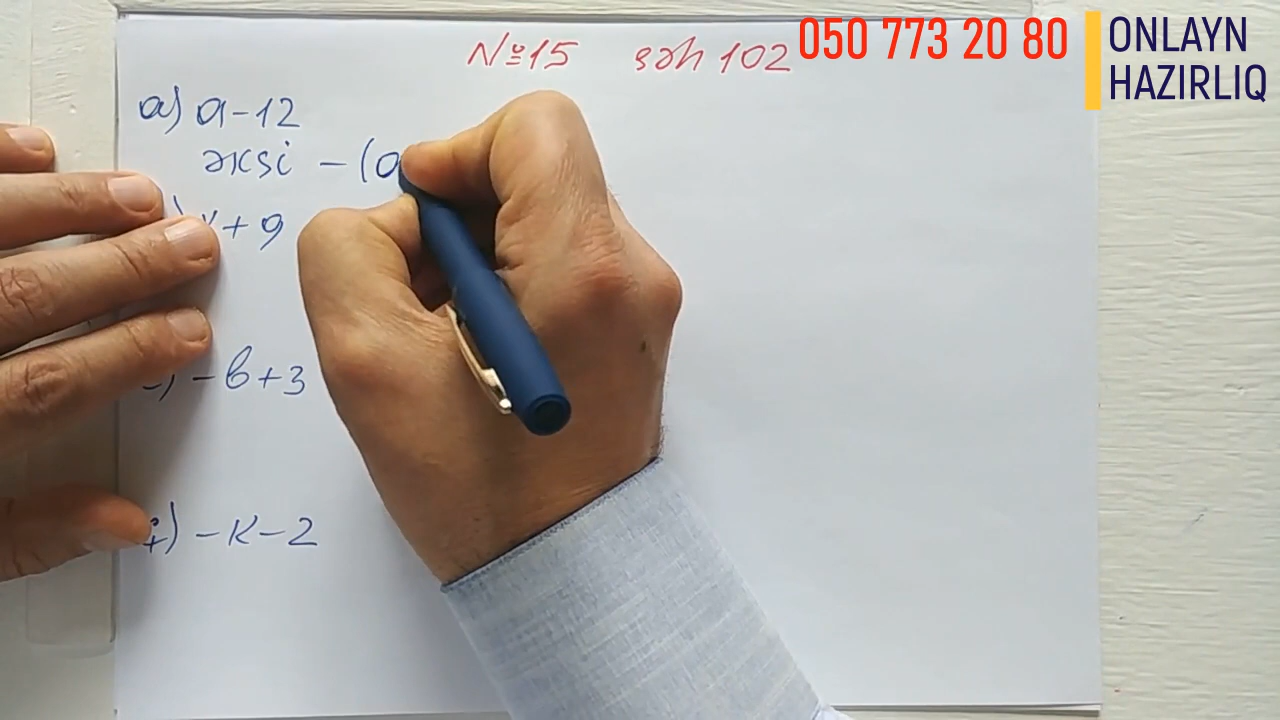 №15 səh 102
050 773 20 80
ONLAYN
HAZIRLIQ
a) a-12
əksi -(a
+9
-b+3
-k-2